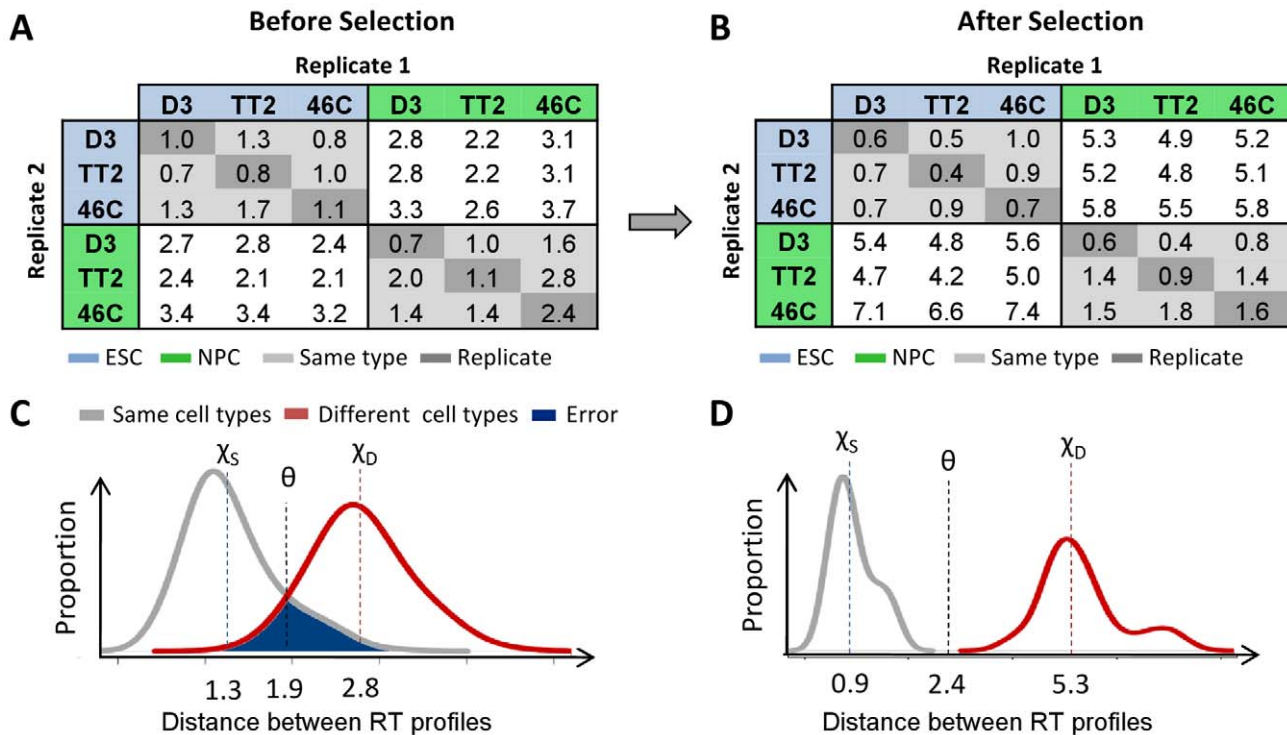 A Before Selection
Replicate 1
D3 TT2 46C D3 TT2 46C
Replicate 2
D3 1.0 1.3 0.8 2.8 2.2 3.1
TT2 0.7 0.8 1.0 2.8 2.2 3.1
46C 1.3 1.7 1.1 3.3 2.6 3.7
D3 2.7 2.8 2.4 0.7 1.0 1.6
TT2 2.4 2.1 2.1 2.0 1.1 2.8
46C 3.4 3.4 3.2 1.4 1.4 2.4
ESC NPC Same type Replicate
B After Selection
Replicate 1
D3 TT2 46C D3 TT2 46C
Replicate 2
D3 0.6 0.5 1.0 5.3 4.9 5.2
TT2 0.7 0.4 0.9 5.2 4.8 5.1
46C 0.7 0.9 0.7 5.8 5.5 5.8
D3 5.4 4.8 5.6 0.6 0.4 0.8
TT2 4.7 4.2 5.0 1.4 0.9 1.4
46C 7.1 6.6 7.4 1.5 1.8 1.6
ESC NPC Same type Replicate
C Same cell types Different cell types Error
χS θ χD
Proportion
1.3 1.9 2.8
Distance between RT profiles
D
χS θ χD
Proportion
0.9 2.4 5.3
Distance between RT profiles